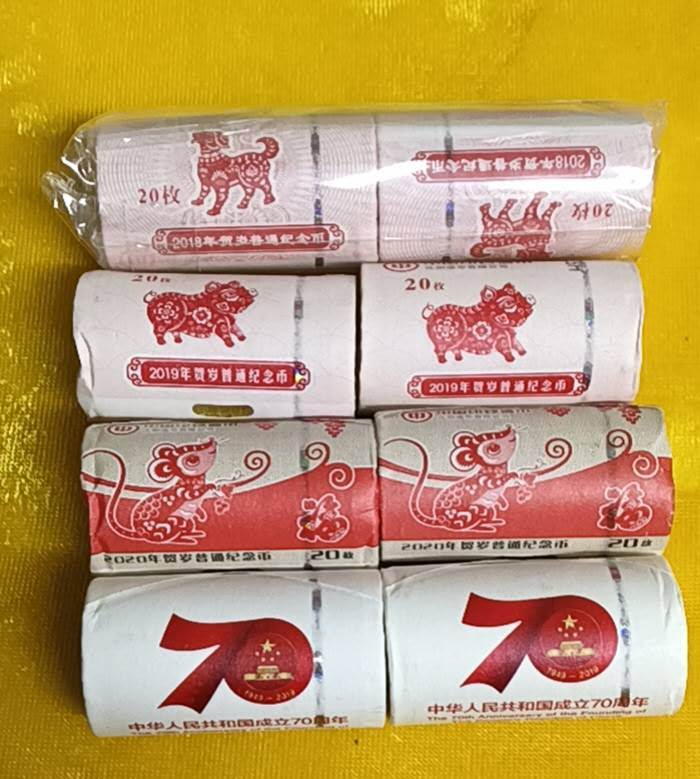 20枚
2018年贺岁普通纪念币
2018年贺岁普通纪念币
20枚
20枚
2019年贺岁普通纪念币
20枚
2019年贺岁普通纪念币
2020年贺岁普通纪念币 20枚
2020年贺岁普通纪念币 20枚
70
1949-2019
中华人民共和国成立70周年
70
1949-2019
中华人民共和国成立70周年
The 70th Anniversary of the Founding of